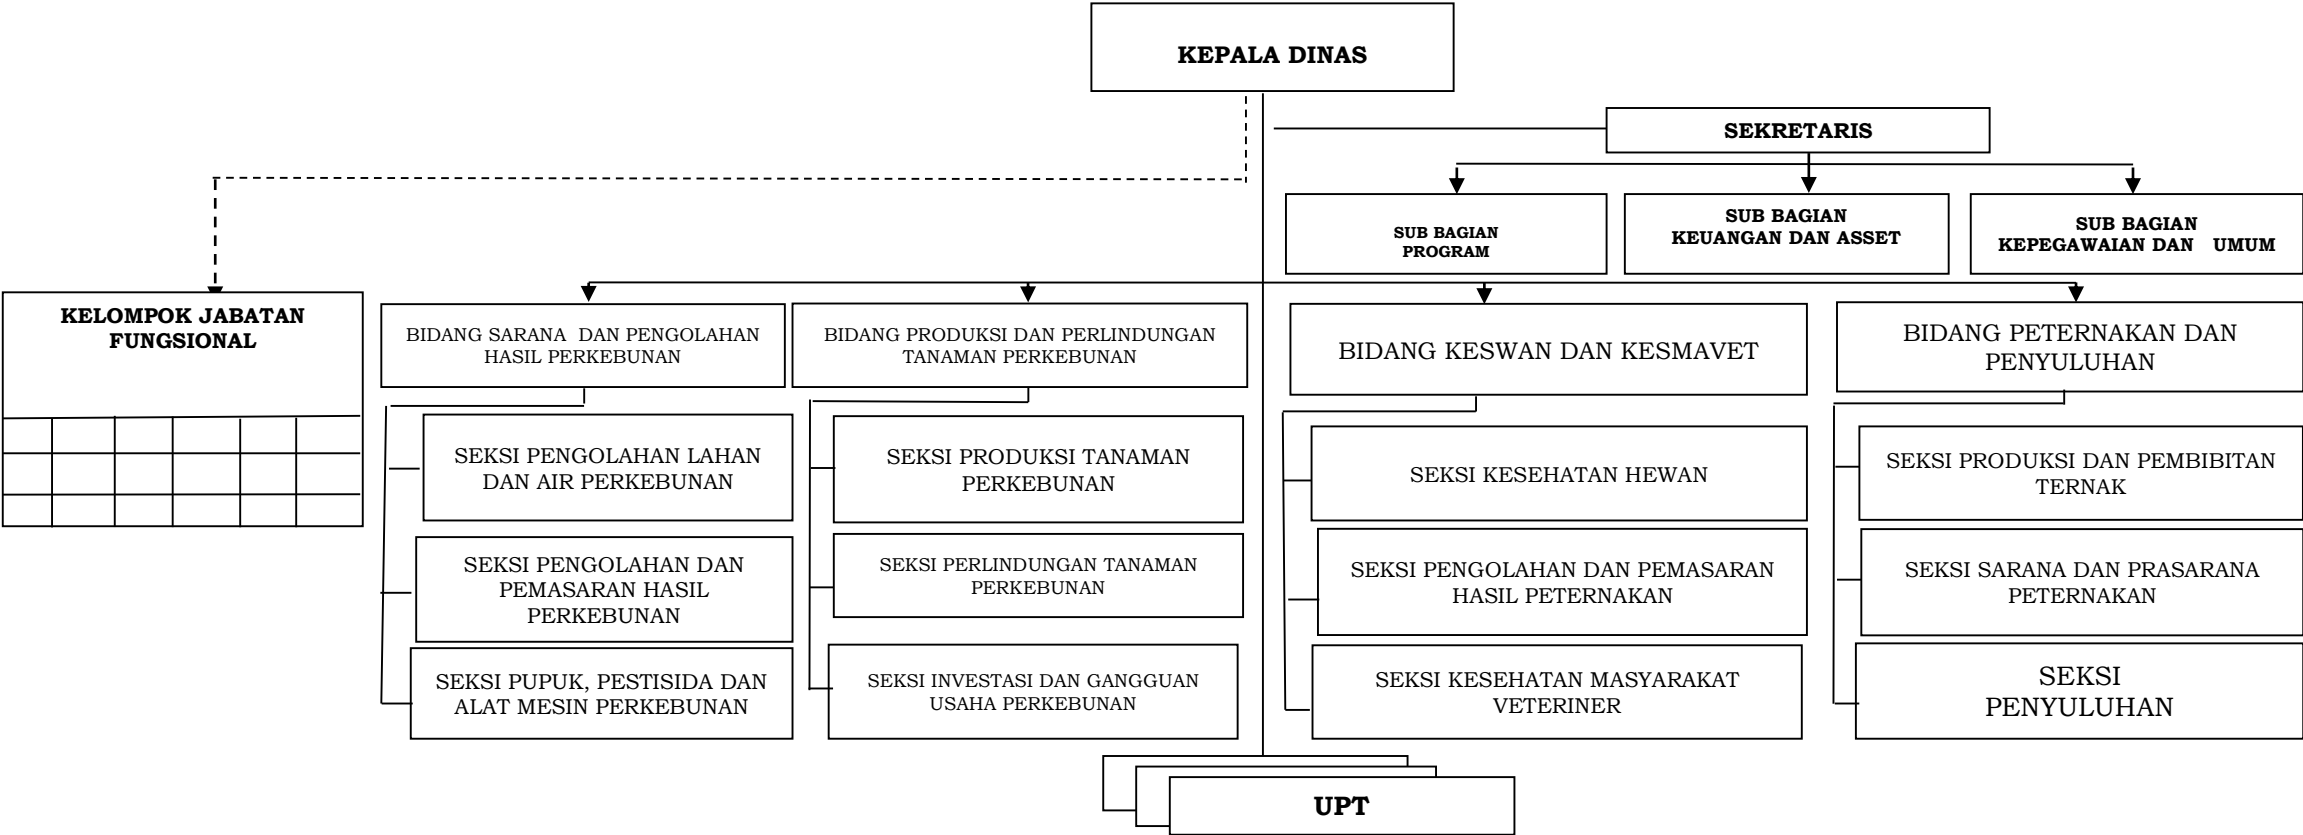 KEPALA DINAS
SEKRETARIS
SUB BAGIAN
PROGRAM
SUB BAGIAN
KEUANGAN DAN ASSET
SUB BAGIAN
KEPEGAWAIAN DAN UMUM
KELOMPOK JABATAN
FUNGSIONAL
BIDANG SARANA DAN PENGOLAHAN
HASIL PERKEBUNAN
BIDANG PRODUKSI DAN PERLINDUNGAN
TANAMAN PERKEBUNAN
BIDANG KESWAN DAN KESMAVET
BIDANG PETERNAKAN DAN
PENYULUHAN
SEKSI PENGOLAHAN LAHAN
DAN AIR PERKEBUNAN
SEKSI PRODUKSI TANAMAN
PERKEBUNAN
SEKSI KESEHATAN HEWAN
SEKSI PRODUKSI DAN PEMBIBITAN
TERNAK
SEKSI PENGOLAHAN DAN
PEMASARAN HASIL
PERKEBUNAN
SEKSI PERLINDUNGAN TANAMAN
PERKEBUNAN
SEKSI PENGOLAHAN DAN PEMASARAN
HASIL PETERNAKAN
SEKSI SARANA DAN PRASARANA
PETERNAKAN
SEKSI PUPUK, PESTISIDA DAN
ALAT MESIN PERKEBUNAN
SEKSI INVESTASI DAN GANGGUAN
USAHA PERKEBUNAN
SEKSI KESEHATAN MASYARAKAT
VETERINER
SEKSI
PENYULUHAN
UPT